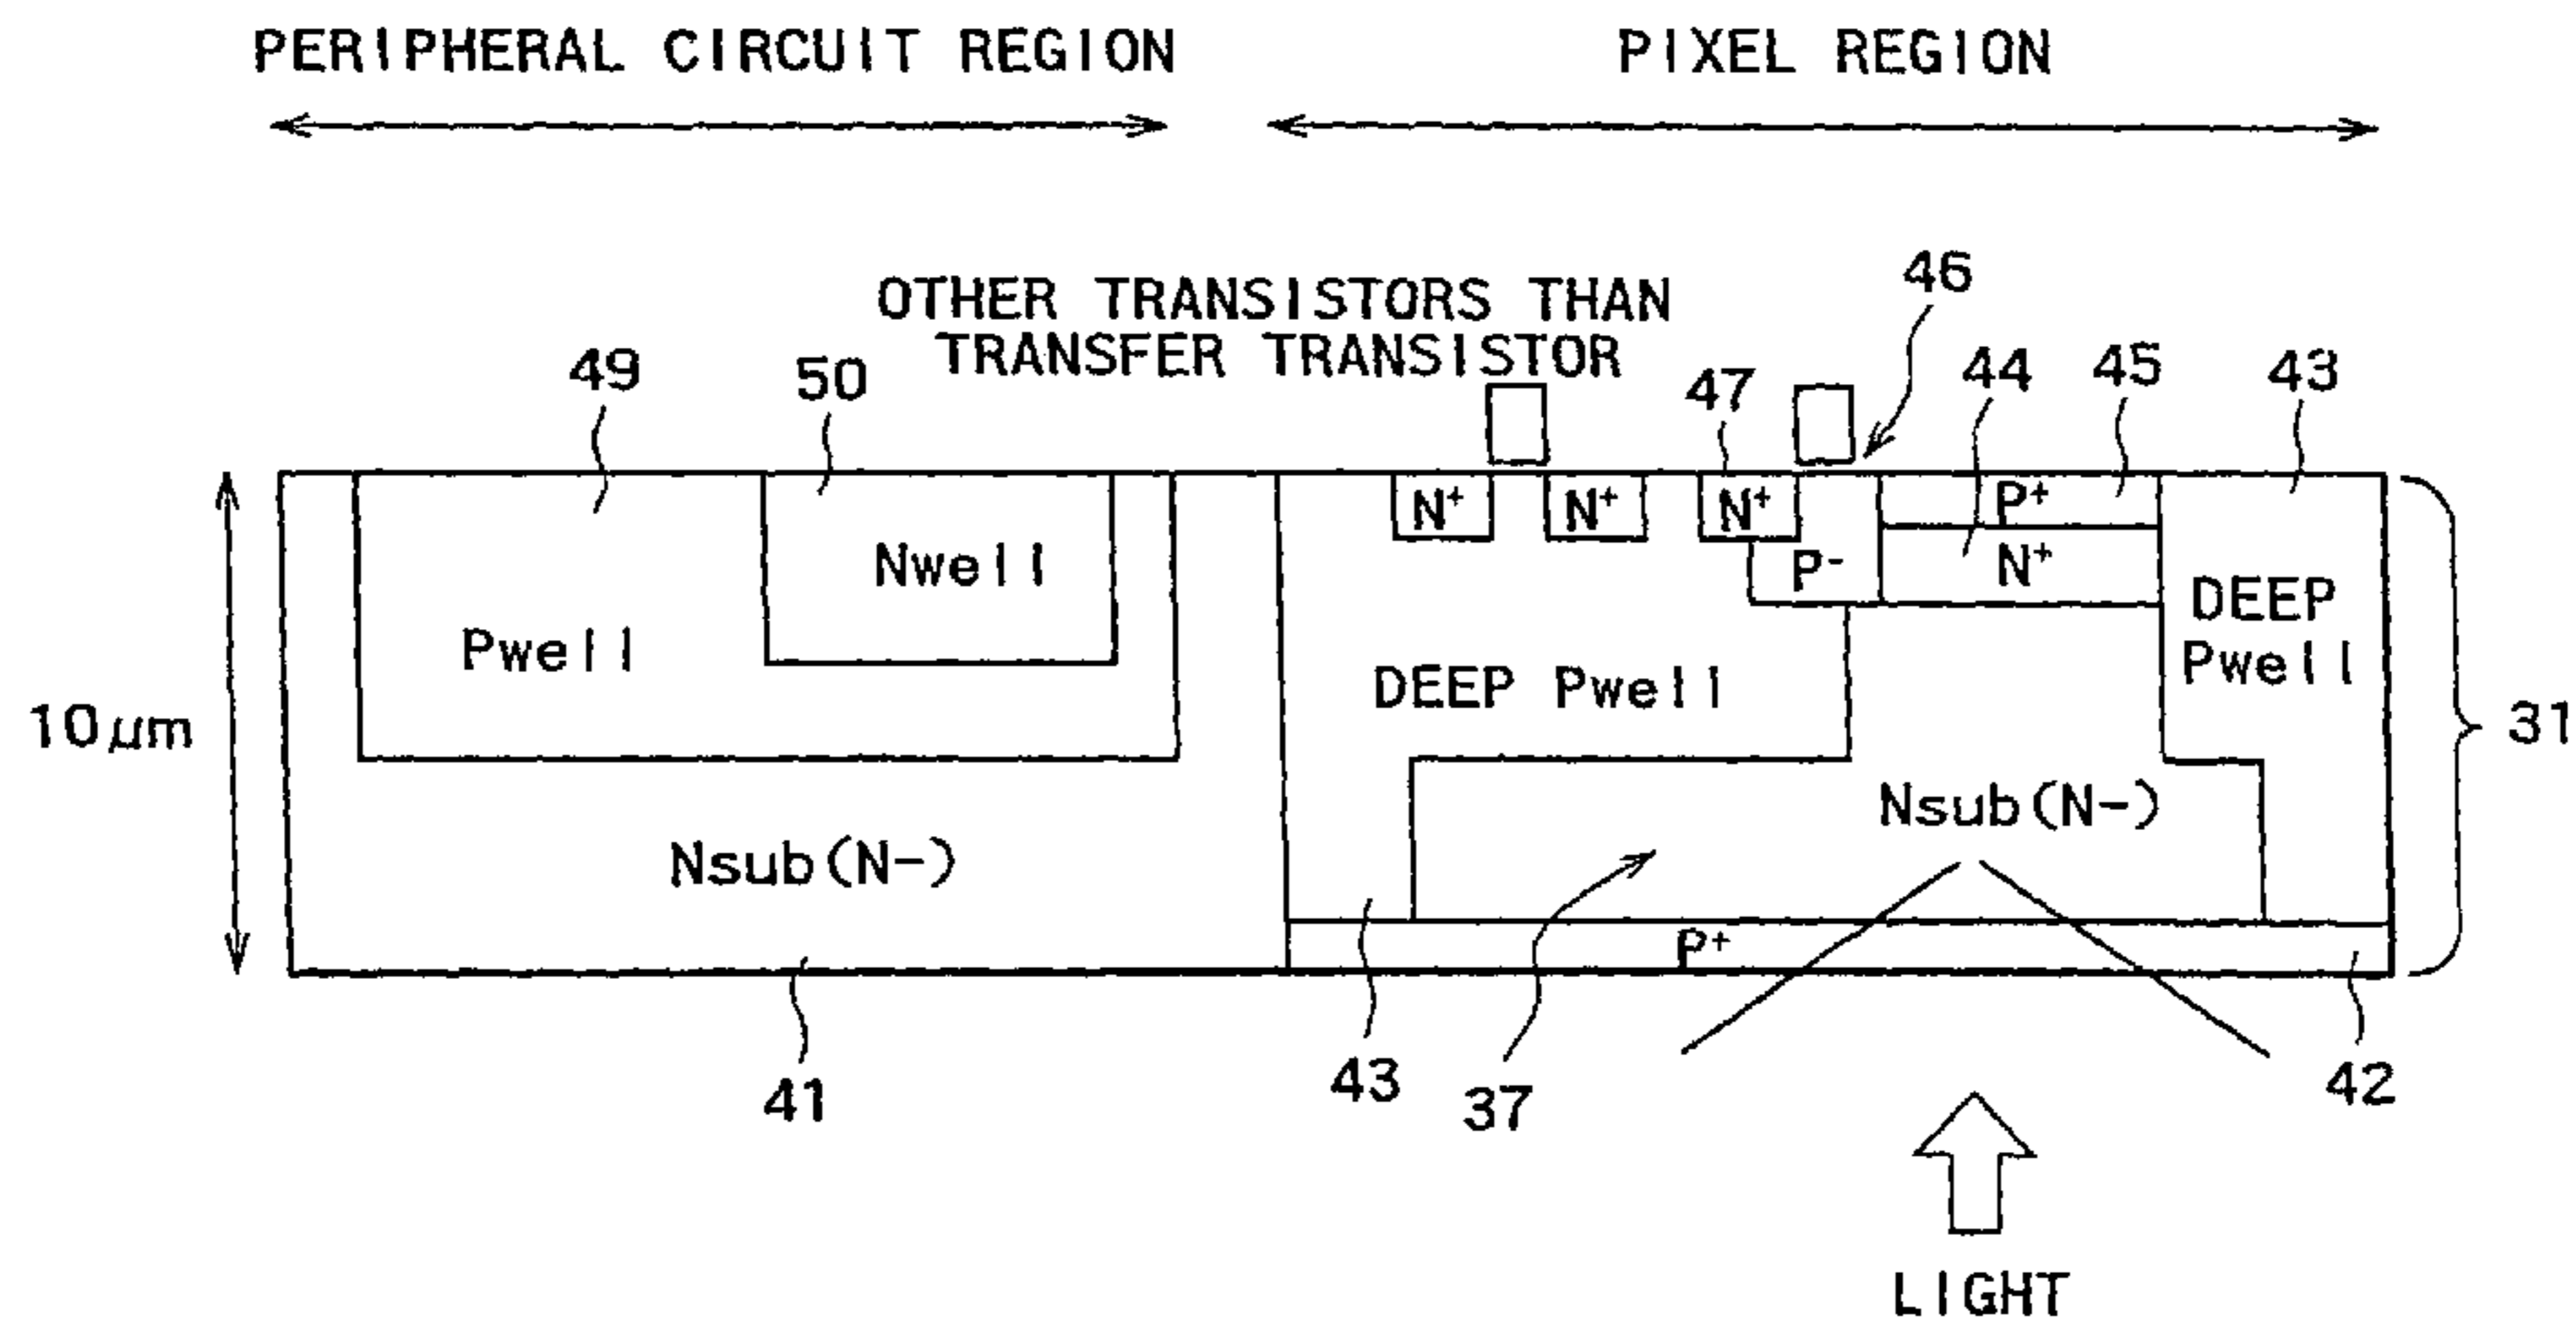 PERIPHERAL CIRCUIT REGION
PIXEL REGION
OTHER TRANSISTORS THAN
TRANSFER TRANSISTOR
46
49
50
47
44
45
43
N+
N+
N+
P+
P-
N+
Nwell
Pwell
DEEP
Pwell
DEEP Pwell
10μm
31
Nsub(N-)
Nsub(N-)
P+
41
43
37
42
LIGHT